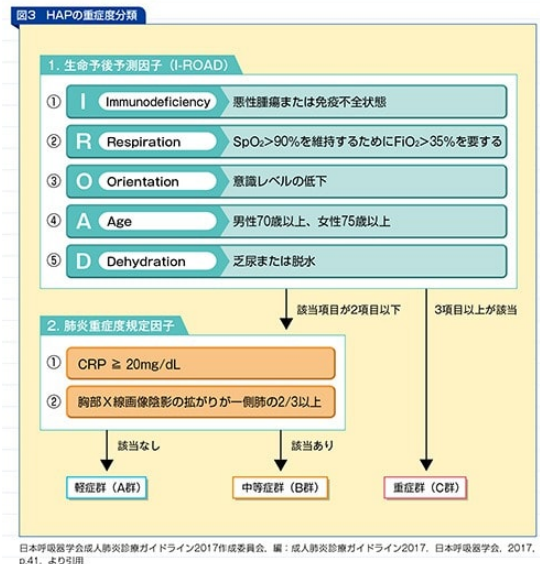 図3 HAPの重症度分類
1. 生命予後予測因子（I-ROAD）
① I Immunodeficiency 悪性腫瘍または免疫不全状態
② R Respiration SpO₂>90%を維持するためにFiO₂>35%を要する
③ O Orientation 意識レベルの低下
④ A Age 男性70歳以上、女性75歳以上
⑤ D Dehydration 乏尿または脱水
該当項目が2項目以下 3項目以上が該当
2. 肺炎重症度規定因子
① CRP ≧ 20mg/dL
② 胸部X線画像陰影の拡がりが一側肺の2/3以上
該当なし 該当あり
軽症群（A群） 中等症群（B群） 重症群（C群）
日本呼吸器学会成人肺炎診療ガイドライン2017作成委員会, 編：成人肺炎診療ガイドライン2017. 日本呼吸器学会, 2017,
p.41. より引用